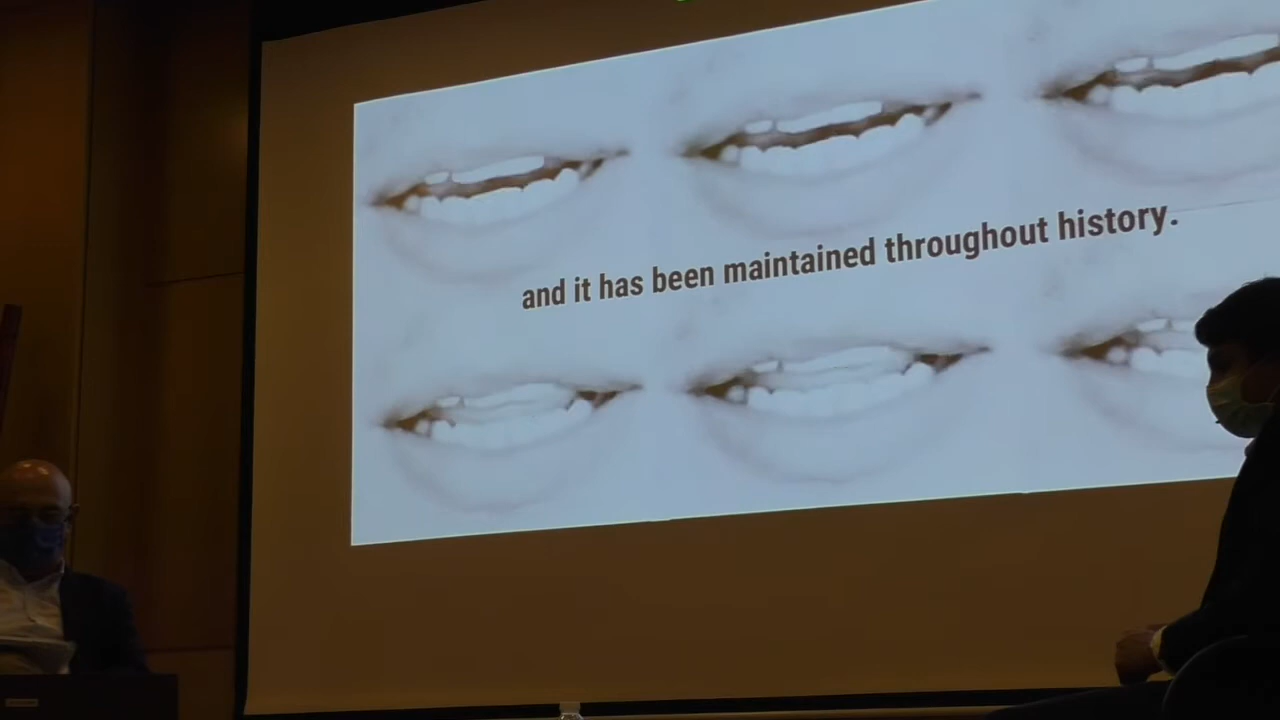 and it has been maintained throughout history.